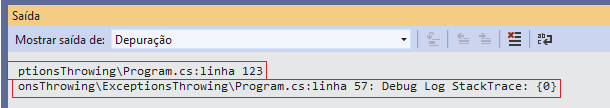 Saída
Mostrar saída de: Depuração
ptionsThrowing\Program.cs:linha 123
onsThrowing\ExceptionsThrowing\Program.cs:linha 57: Debug Log StackTrace: {0}